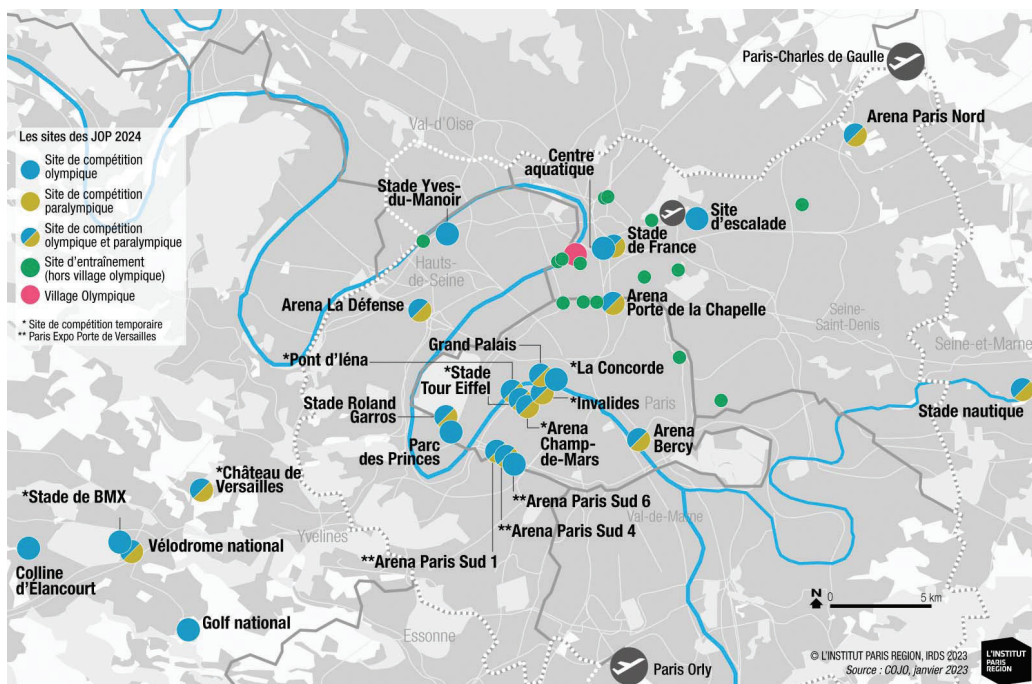 Paris-Charles de Gaulle
Arena Paris Nord
Val-d'Oise
Les sites des JOP 2024
Site de compétition
olympique
Site de compétition
paralympique
Site de compétition
olympique et paralympique
Site d'entraînement
(hors village olympique)
Village Olympique
* Site de compétition temporaire
** Paris Expo Porte de Versailles
Centre
aquatique
Stade Yves-
du-Manoir
Site
d'escalade
Stade
de France
Hauts-
de-Seine
Arena La Défense
Arena
Porte de la Chapelle
Seine-
Saint-Denis
Seine-et-Marne
Grand Palais
*Pont d'Iéna
*Stade
Tour Eiffel
*La Concorde
*Invalides
Paris
Stade Roland
Garros
Parc
des Princes
*Arena
Champ-
de-Mars
Arena
Bercy
Stade nautique
*Château de
Versailles
*Stade de BMX
Vélodrome national
Colline
d'Élancourt
Yvelines
**Arena Paris Sud 6
**Arena Paris Sud 4
**Arena Paris Sud 1
Val-de-Marne
Golf national
Essonne
Paris Orly
N
0
5 km
© L'INSTITUT PARIS REGION, IRDS 2023
Source : COJO, janvier 2023
L'INSTITUT
PARIS
REGION